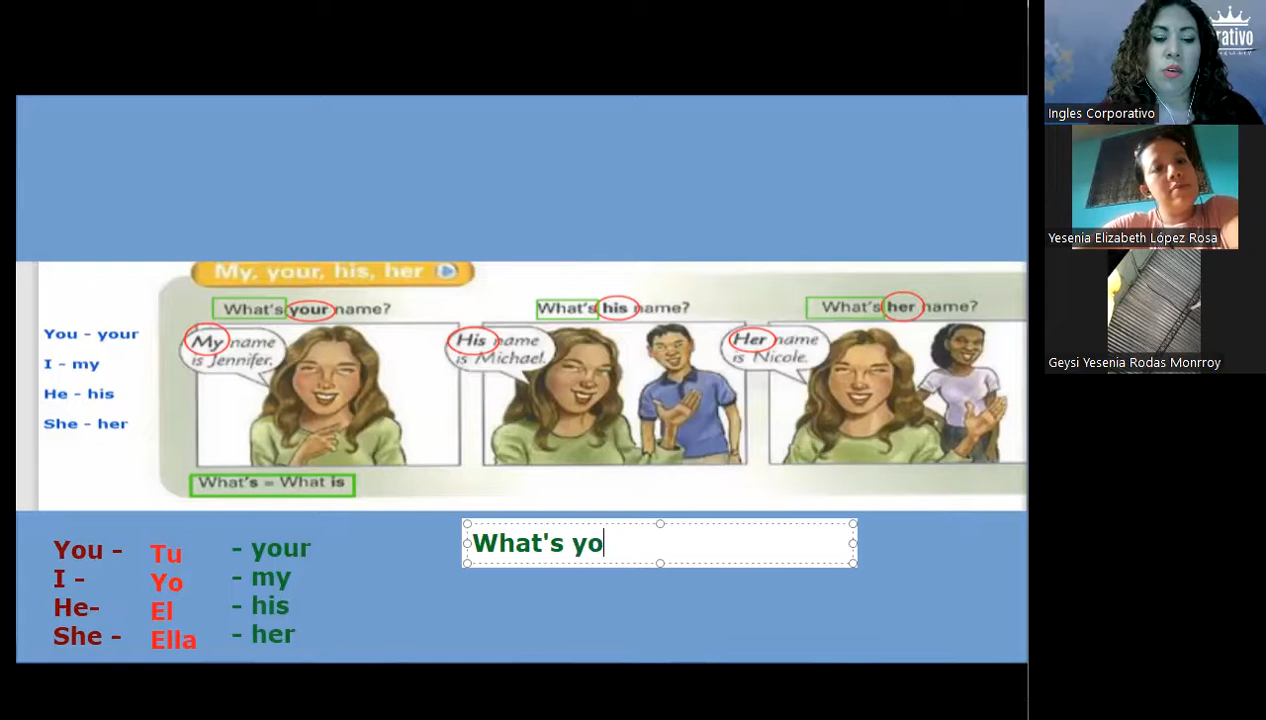 My, your, his, her
What's your name?
What's his name?
What's her name?
You - your
I - my
He - his
She - her
My name
is Jennifer.
His name
is Michael.
Her name
is Nicole.
What's = What is
You - Tu - your
I - Yo - my
He- El - his
She - Ella - her
What's yo
rativo
Ingles Corporativo
Yesenia Elizabeth López Rosa
Geysi Yesenia Rodas Monrroy